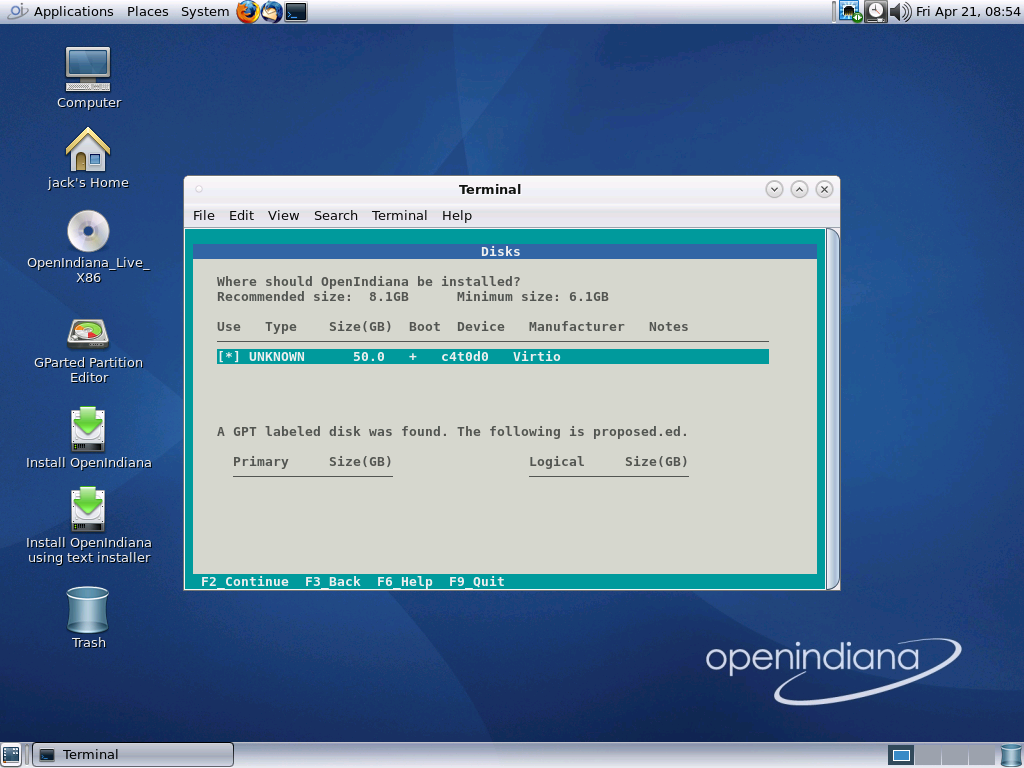 Applications Places System Fri Apr 21, 08:54
Computer
jack's Home
OpenIndiana_Live_
X86
GParted Partition
Editor
Install OpenIndiana
Install OpenIndiana
using text installer
Trash
Terminal
File Edit View Search Terminal Help
Disks
Where should OpenIndiana be installed?
Recommended size: 8.1GB Minimum size: 6.1GB
Use Type Size(GB) Boot Device Manufacturer Notes
[*] UNKNOWN 50.0 + c4t0d0 Virtio
A GPT labeled disk was found. The following is proposed.ed.
Primary Size(GB) Logical Size(GB)
F2_Continue F3_Back F6_Help F9_Quit
openindiana
Terminal